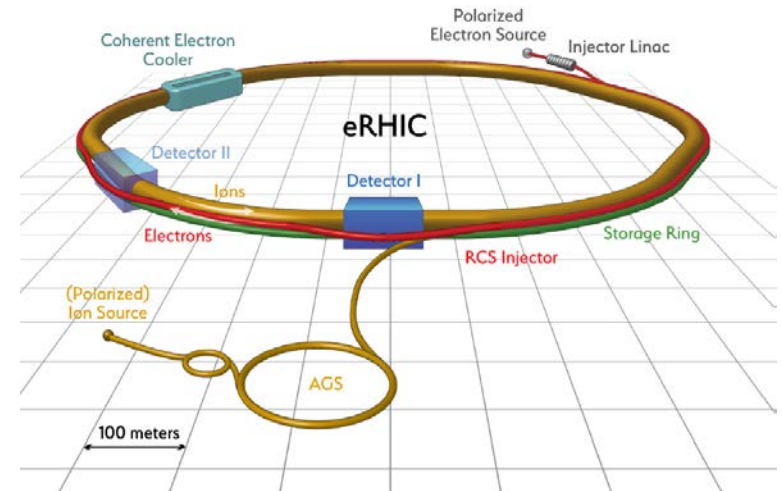 Polarized
Electron Source
Injector Linac
Coherent Electron
Cooler
eRHIC
Detector II
Detector I
Ions
Electrons
Storage Ring
RCS Injector
(Polarized)
Ion Source
AGS
100 meters